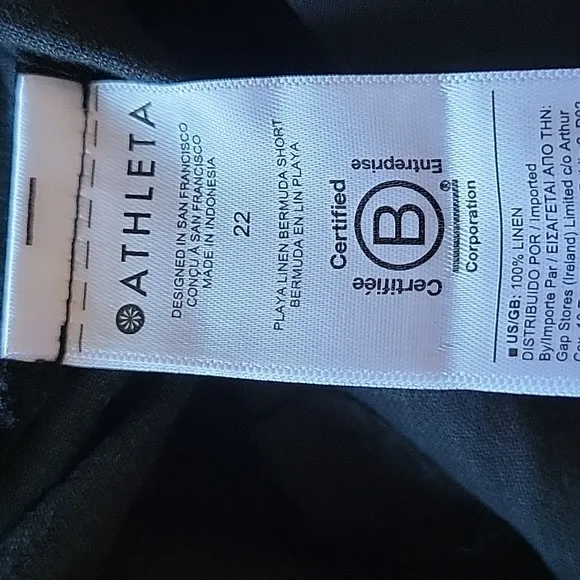 ATHLETA
DESIGNED IN SAN FRANCISCO
CONÇU À SAN FRANCISCO
MADE IN INDONESIA
22
PLAYA LINEN BERMUDA SHORT
BERMUDA EN LIN PLAYA
Certified
Entreprise
B
®
Certifiée
Corporation
■ US/GB: 100% LINEN
DISTRIBUIDO POR / Imported
By/Importe Par / ΕΙΣΑΓΕΤΑΙ ΑΠΟ ΤΗΝ:
Gap Stores (Ireland) Limited c/o Arthur